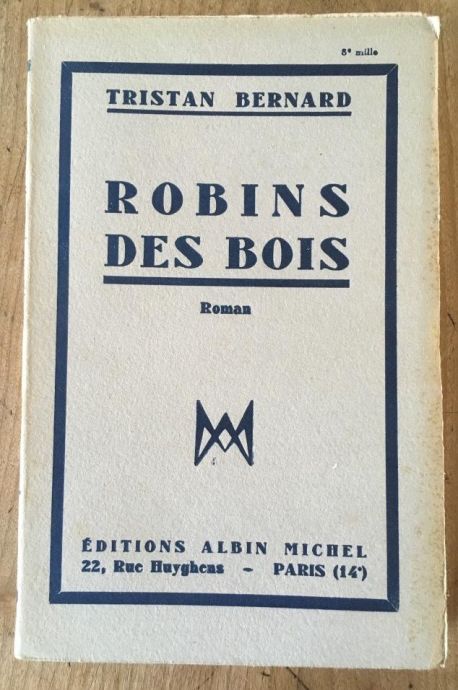 8e mille
TRISTAN BERNARD
ROBINS
DES BOIS
Roman
ÉDITIONS ALBIN MICHEL
22, Rue Huyghens – PARIS (14e)